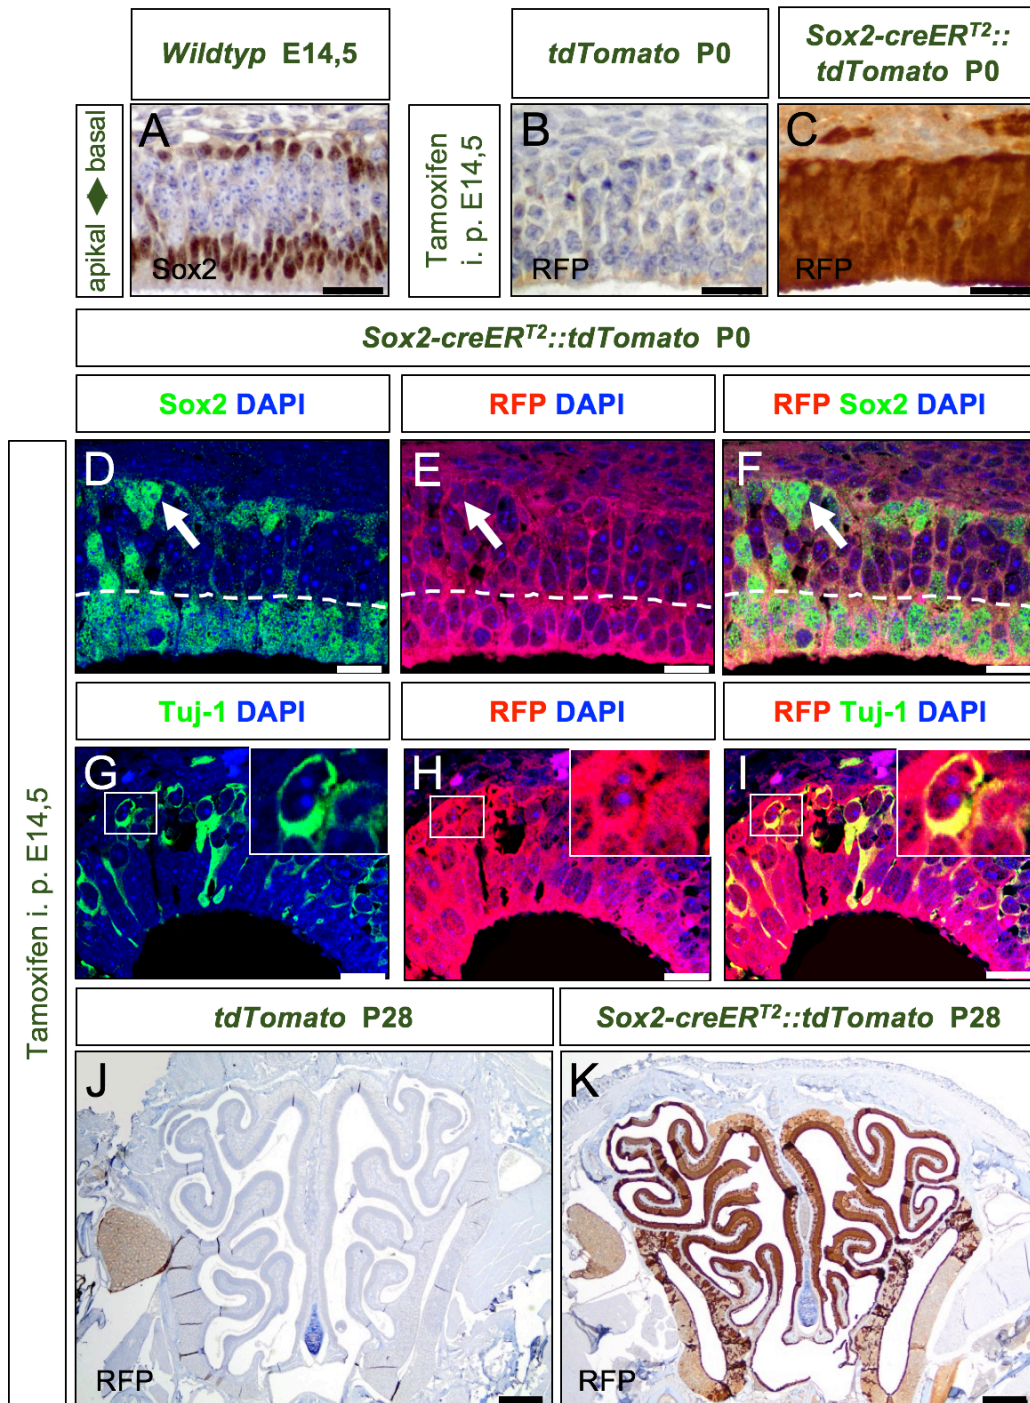 Wildtyp E14,5
tdTomato P0
Sox2-creERT2::
tdTomato P0
apikal basal
A
Sox2
Tamoxifen
i. p. E14,5
B
RFP
C
RFP
Sox2-creERT2::tdTomato P0
Sox2 DAPI
RFP DAPI
RFP Sox2 DAPI
Tamoxifen i. p. E14,5
D
E
F
Tuj-1 DAPI
RFP DAPI
RFP Tuj-1 DAPI
G
H
I
tdTomato P28
Sox2-creERT2::tdTomato P28
J
RFP
K
RFP